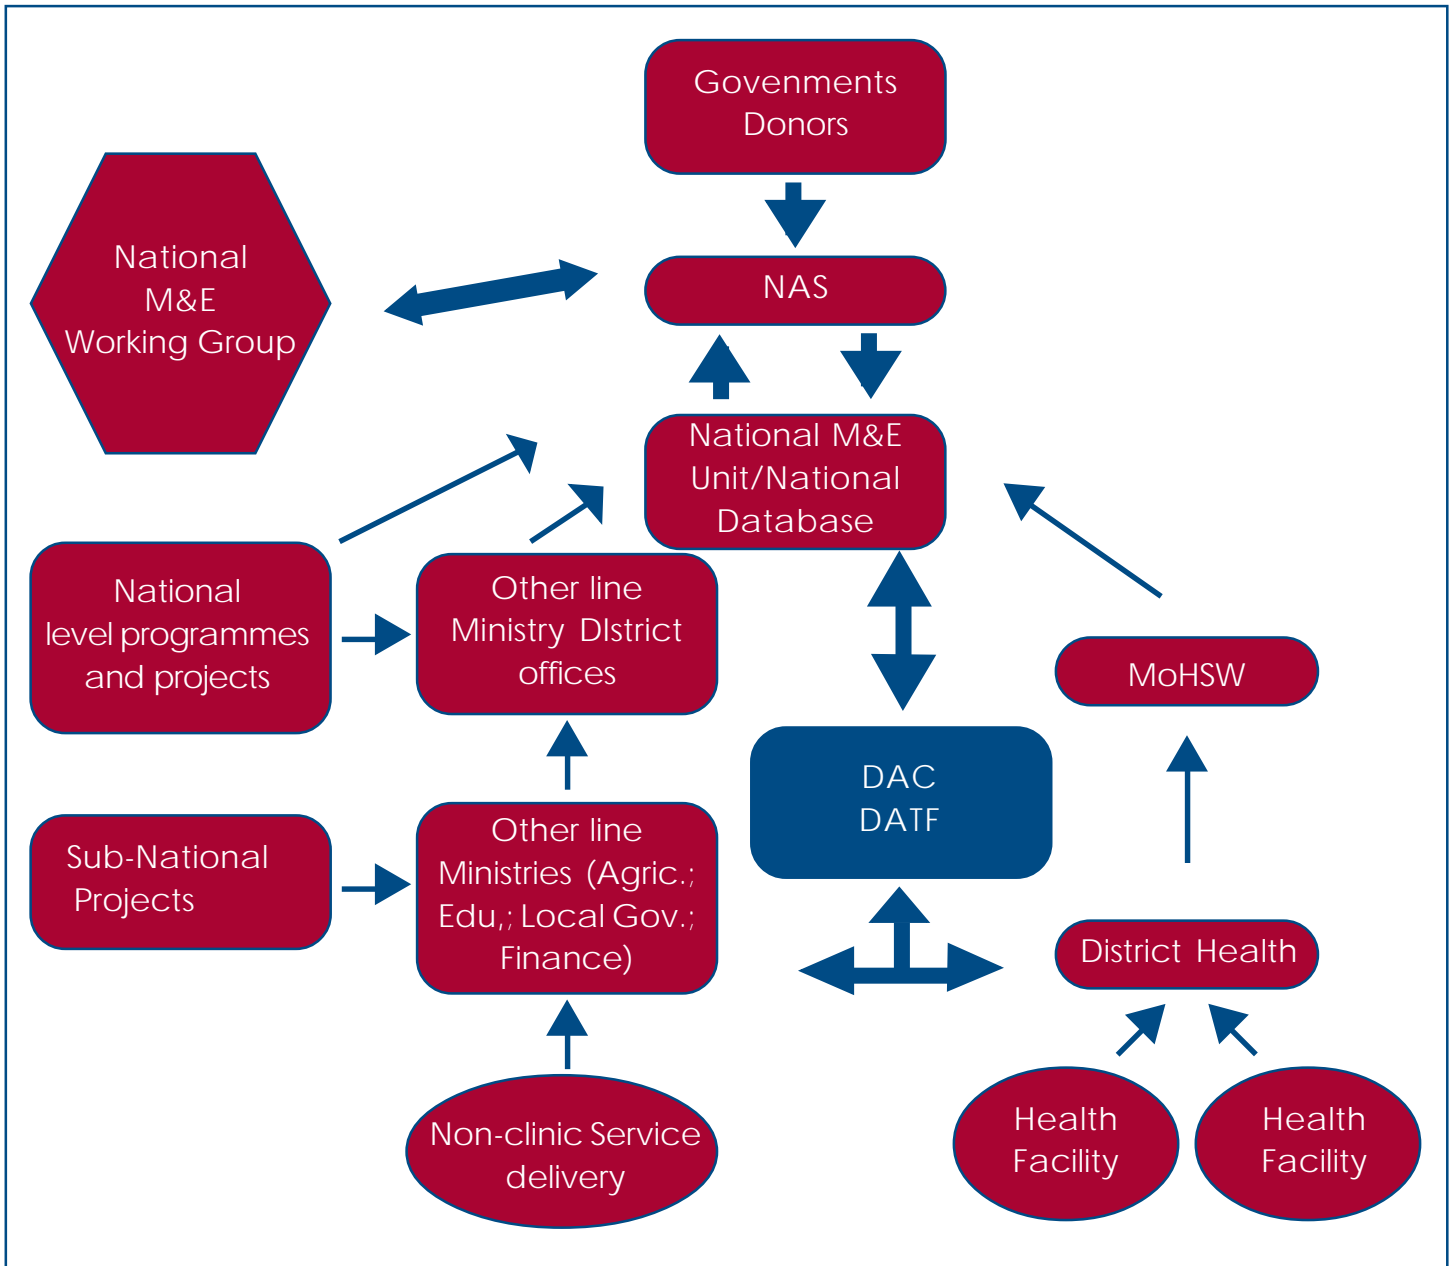 Govenments
Donors
National
M&E
Working Group
NAS
National M&E
Unit/National
Database
National
level programmes
and projects
Other line
Ministry DIstrict
offices
MoHSW
DAC
DATF
Sub-National
Projects
Other line
Ministries (Agric.;
Edu,; Local Gov.;
Finance)
District Health
Non-clinic Service
delivery
Health
Facility
Health
Facility